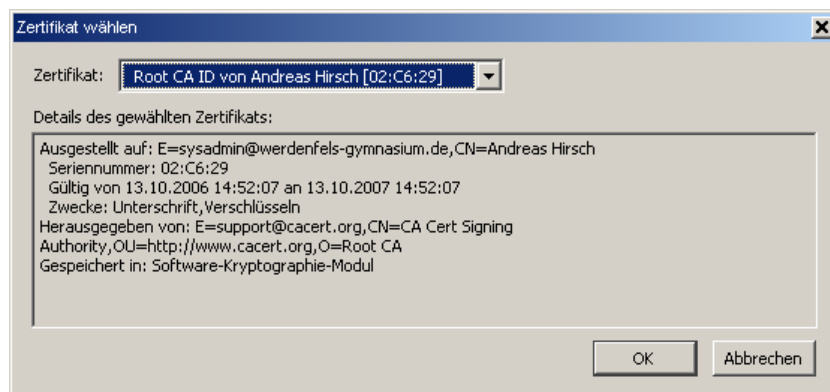 Zertifikat wählen
Zertifikat: Root CA ID von Andreas Hirsch [02:C6:29]
Details des gewählten Zertifikats:
Ausgestellt auf: E=sysadmin@werdenfels-gymnasium.de,CN=Andreas Hirsch
Seriennummer: 02:C6:29
Gültig von 13.10.2006 14:52:07 an 13.10.2007 14:52:07
Zwecke: Unterschrift,Verschlüsseln
Herausgegeben von: E=support@cacert.org,CN=CA Cert Signing
Authority,OU=http://www.cacert.org,O=Root CA
Gespeichert in: Software-Kryptographie-Modul
OK Abbrechen